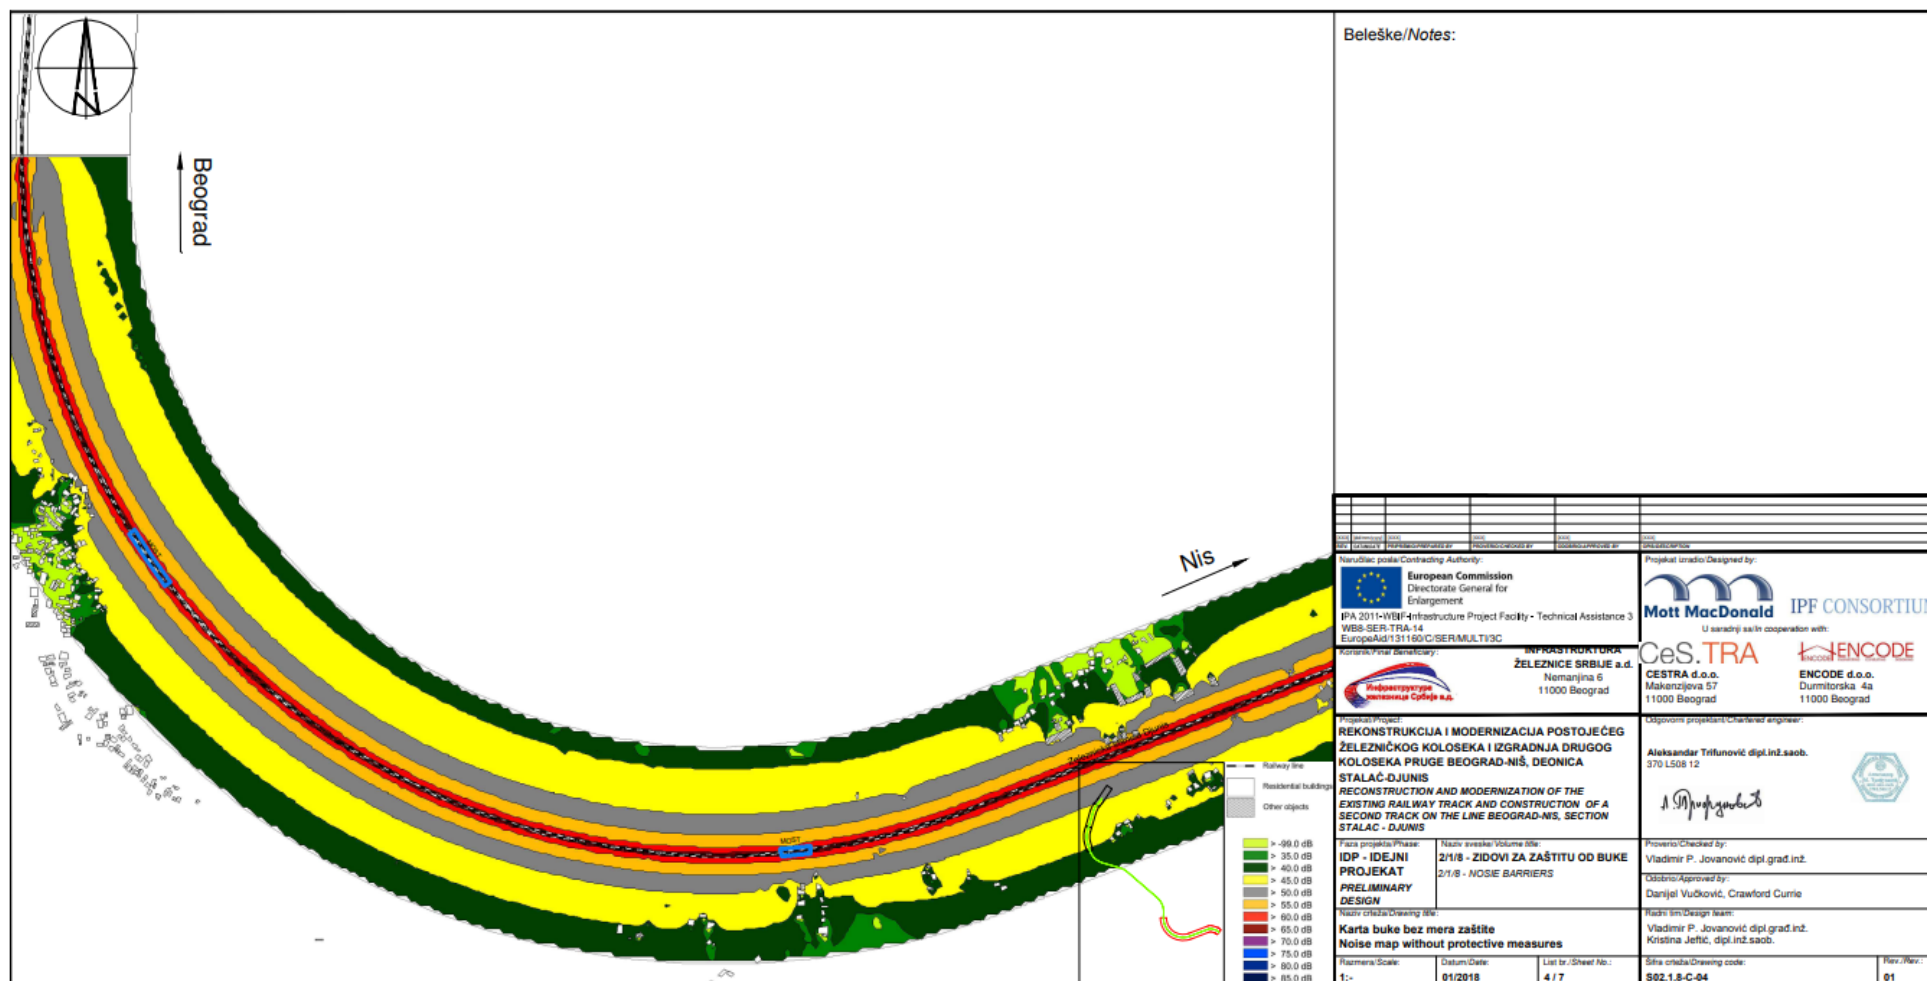 Beleške/Notes:
Beograd
Nis
MOST
MOST
Railway line
Residential buildings
Other objects
> -99.0 dB
> 35.0 dB
> 40.0 dB
> 45.0 dB
> 50.0 dB
> 55.0 dB
> 60.0 dB
> 65.0 dB
> 70.0 dB
> 75.0 dB
> 80.0 dB
> 85.0 dB
Naručilac posla/Contracting Authority:
European Commission
Directorate General for
Enlargement
IPA 2011-WBIF-Infrastructure Project Facility - Technical Assistance 3
WB8-SER-TRA-14
EuropeAid/131160/C/SER/MULTI/3C
Projekat izradio/Designed by:
Mott MacDonald
IPF CONSORTIUM
U saradnji sa/In cooperation with:
CeS.TRA
ENCODE
CESTRA d.o.o.
Makenzijeva 57
11000 Beograd
ENCODE d.o.o.
Durmitorska 4a
11000 Beograd
Korisnik/Final Beneficiary:
Инфраструктура
железнице Србије а.д.
INFRASTRUKTURA
ŽELEZNICE SRBIJE a.d.
Nemanjina 6
11000 Beograd
Projekat/Project:
REKONSTRUKCIJA I MODERNIZACIJA POSTOJEĆEG
ŽELEZNIČKOG KOLOSEKA I IZGRADNJA DRUGOG
KOLOSEKA PRUGE BEOGRAD-NIŠ, DEONICA
STALAĆ-DJUNIS
RECONSTRUCTION AND MODERNIZATION OF THE
EXISTING RAILWAY TRACK AND CONSTRUCTION OF A
SECOND TRACK ON THE LINE BEOGRAD-NIS, SECTION
STALAC - DJUNIS
Odgovorni projektant/Chartered engineer:
Aleksandar Trifunović dipl.inž.saob.
370 L508 12
Faza projekta/Phase:
IDP - IDEJNI
PROJEKAT
PRELIMINARY
DESIGN
Naziv sveske/Volume title:
2/1/8 - ZIDOVI ZA ZAŠTITU OD BUKE
2/1/8 - NOSIE BARRIERS
Proverio/Checked by:
Vladimir P. Jovanović dipl.građ.inž.
Odobrio/Approved by:
Danijel Vučković, Crawford Currie
Naziv crteža/Drawing title:
Karta buke bez mera zaštite
Noise map without protective measures
Radni tim/Design team:
Vladimir P. Jovanović dipl.građ.inž.
Kristina Jeftić, dipl.inž.saob.
Razmera/Scale:
1:-
Datum/Date:
01/2018
List br./Sheet No.:
4 / 7
Šifra crteža/Drawing code:
S02.1.8-C-04
Rev./Rev.:
01